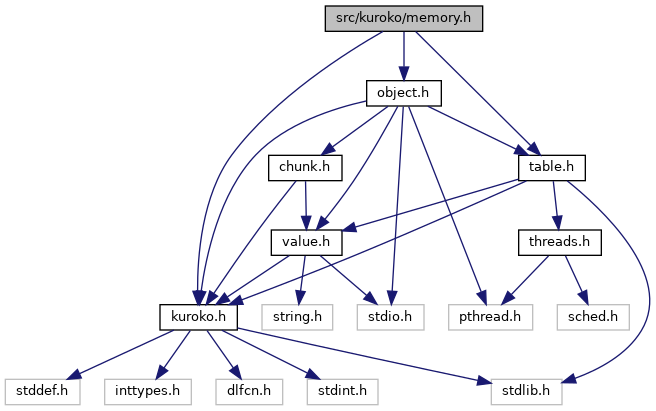 src/kuroko/memory.h
object.h
chunk.h
table.h
value.h
threads.h
kuroko.h
string.h
stdio.h
pthread.h
sched.h
stddef.h
inttypes.h
dlfcn.h
stdint.h
stdlib.h